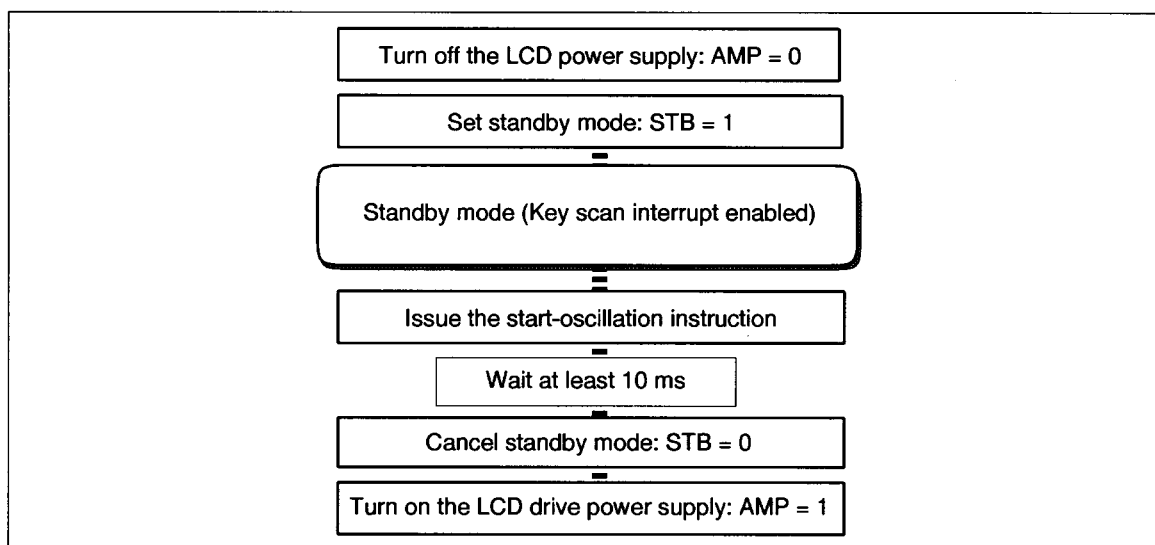 Turn off the LCD power supply: AMP = 0
Set standby mode: STB = 1
Standby mode (Key scan interrupt enabled)
Issue the start-oscillation instruction
Wait at least 10 ms
Cancel standby mode: STB = 0
Turn on the LCD drive power supply: AMP = 1